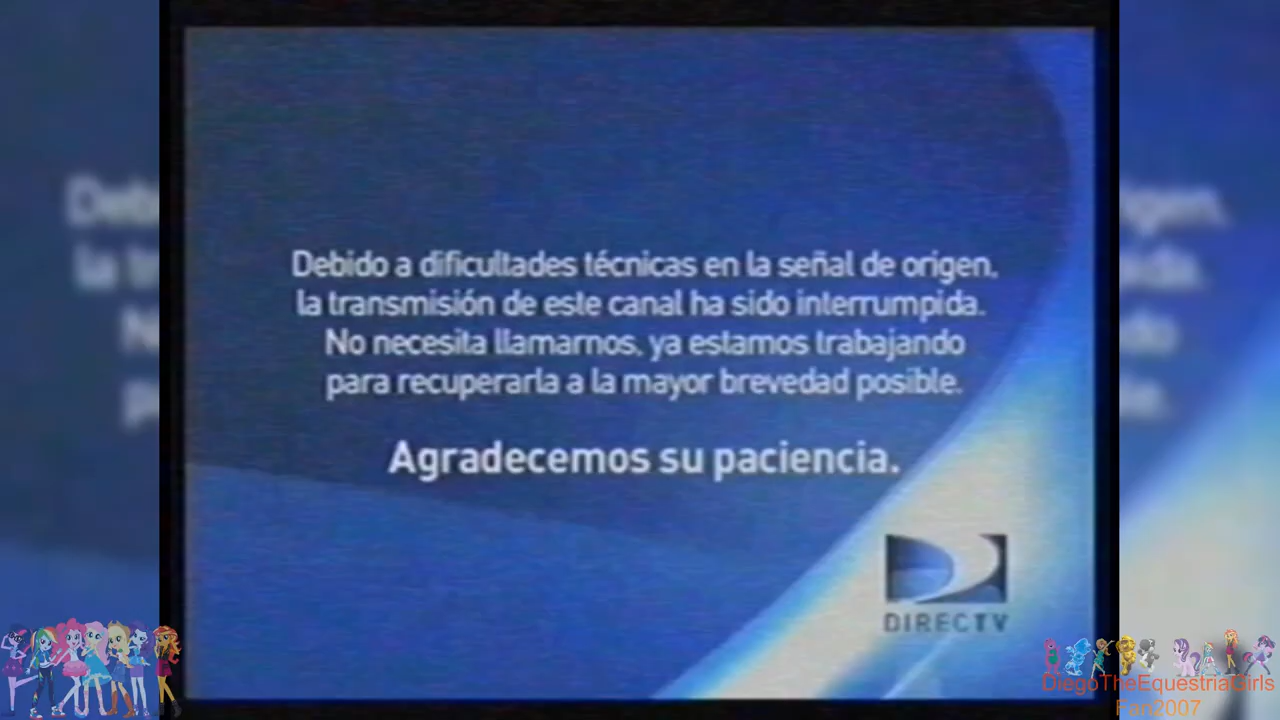 Debido a dificultades técnicas en la señal de origen,
la transmisión de este canal ha sido interrumpida.
No necesita llamarnos, ya estamos trabajando
para recuperarla a la mayor brevedad posible.
Agradecemos su paciencia.
DIRECTV
DiegoTheEquestriaGirls
Fan2007